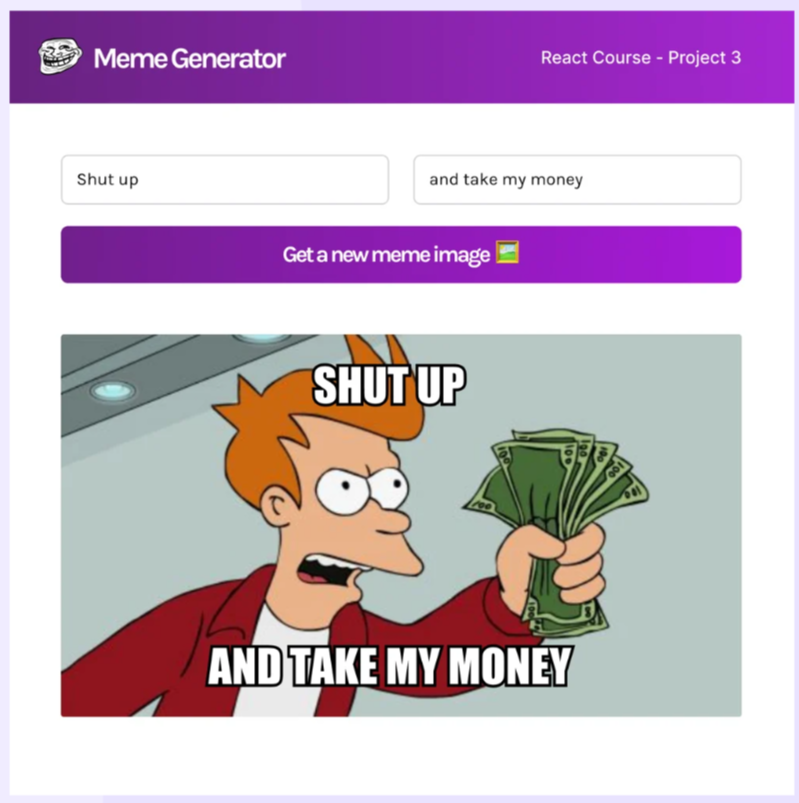 Meme Generator
React Course - Project 3
Shut up
and take my money
Get a new meme image
SHUT UP
AND TAKE MY MONEY